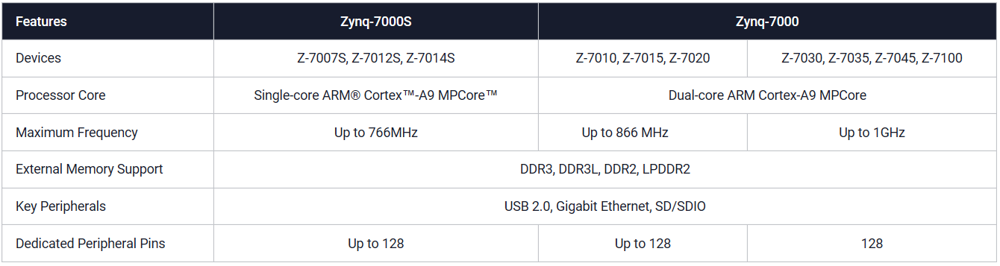 Features Zynq-7000S Zynq-7000
Devices Z-7007S, Z-7012S, Z-7014S Z-7010, Z-7015, Z-7020 Z-7030, Z-7035, Z-7045, Z-7100
Processor Core Single-core ARM® Cortex™-A9 MPCore™ Dual-core ARM Cortex-A9 MPCore
Maximum Frequency Up to 766MHz Up to 866 MHz Up to 1GHz
External Memory Support DDR3, DDR3L, DDR2, LPDDR2
Key Peripherals USB 2.0, Gigabit Ethernet, SD/SDIO
Dedicated Peripheral Pins Up to 128 Up to 128 128